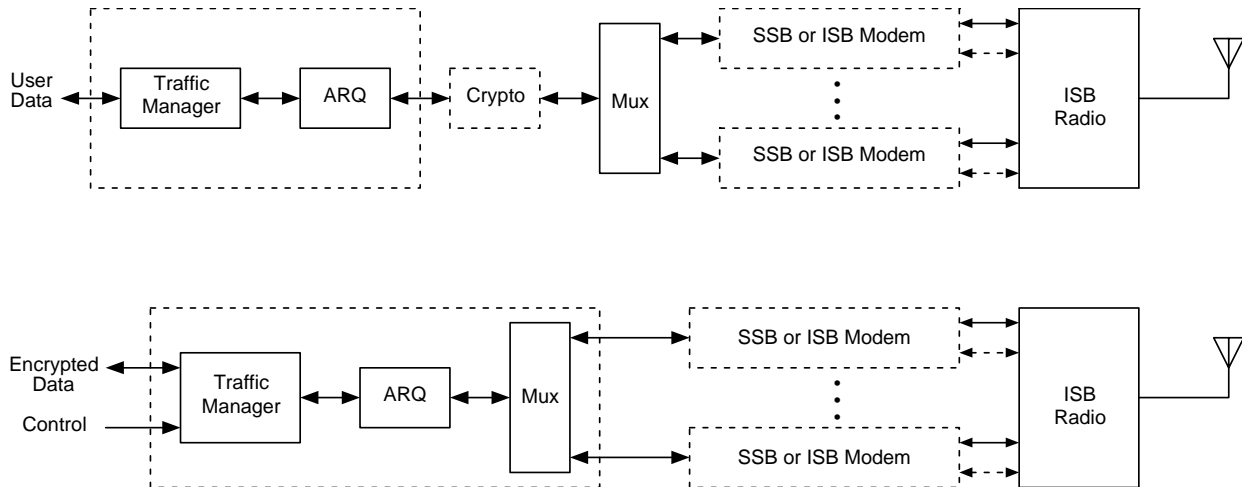 SSB or ISB Modem
User
Data
Traffic
Manager
ARQ
Crypto
Mux
ISB
Radio
SSB or ISB Modem
SSB or ISB Modem
Encrypted
Data
Control
Traffic
Manager
ARQ
Mux
ISB
Radio
SSB or ISB Modem